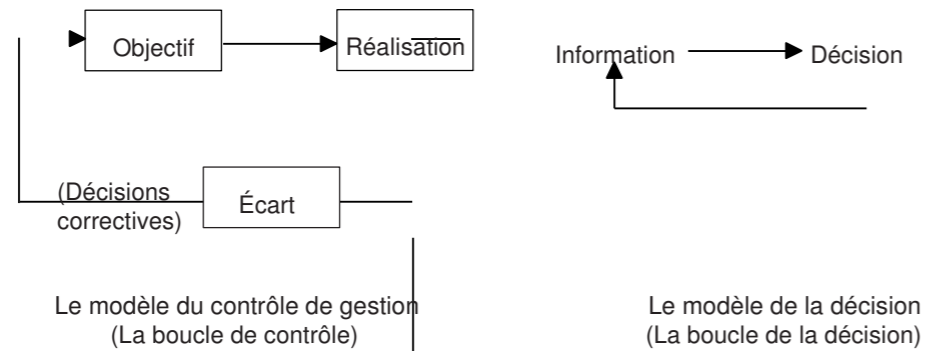 Objectif
Réalisation
Information
Décision
(Décisions
correctives)
Écart
Le modèle du contrôle de gestion
(La boucle de contrôle)
Le modèle de la décision
(La boucle de la décision)